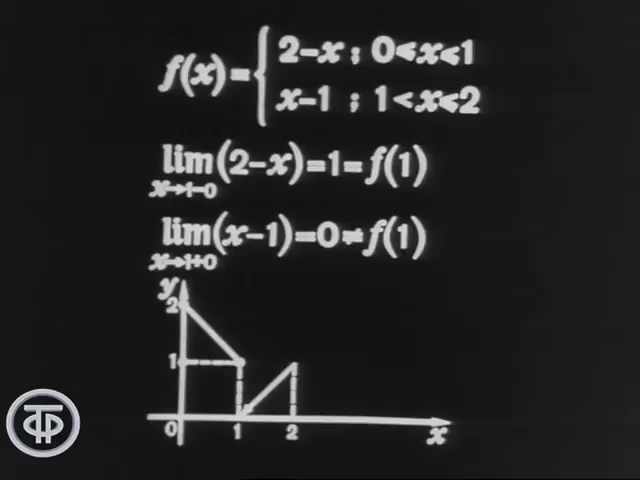 f(x)={ 2−x ; 0⩽x⩽1
x−1 ; 1<x⩽2
lim(2−x)=1=f(1)
x→1−0
lim(x−1)=0≠f(1)
x→1+0
y
2
1
0 1 2 x